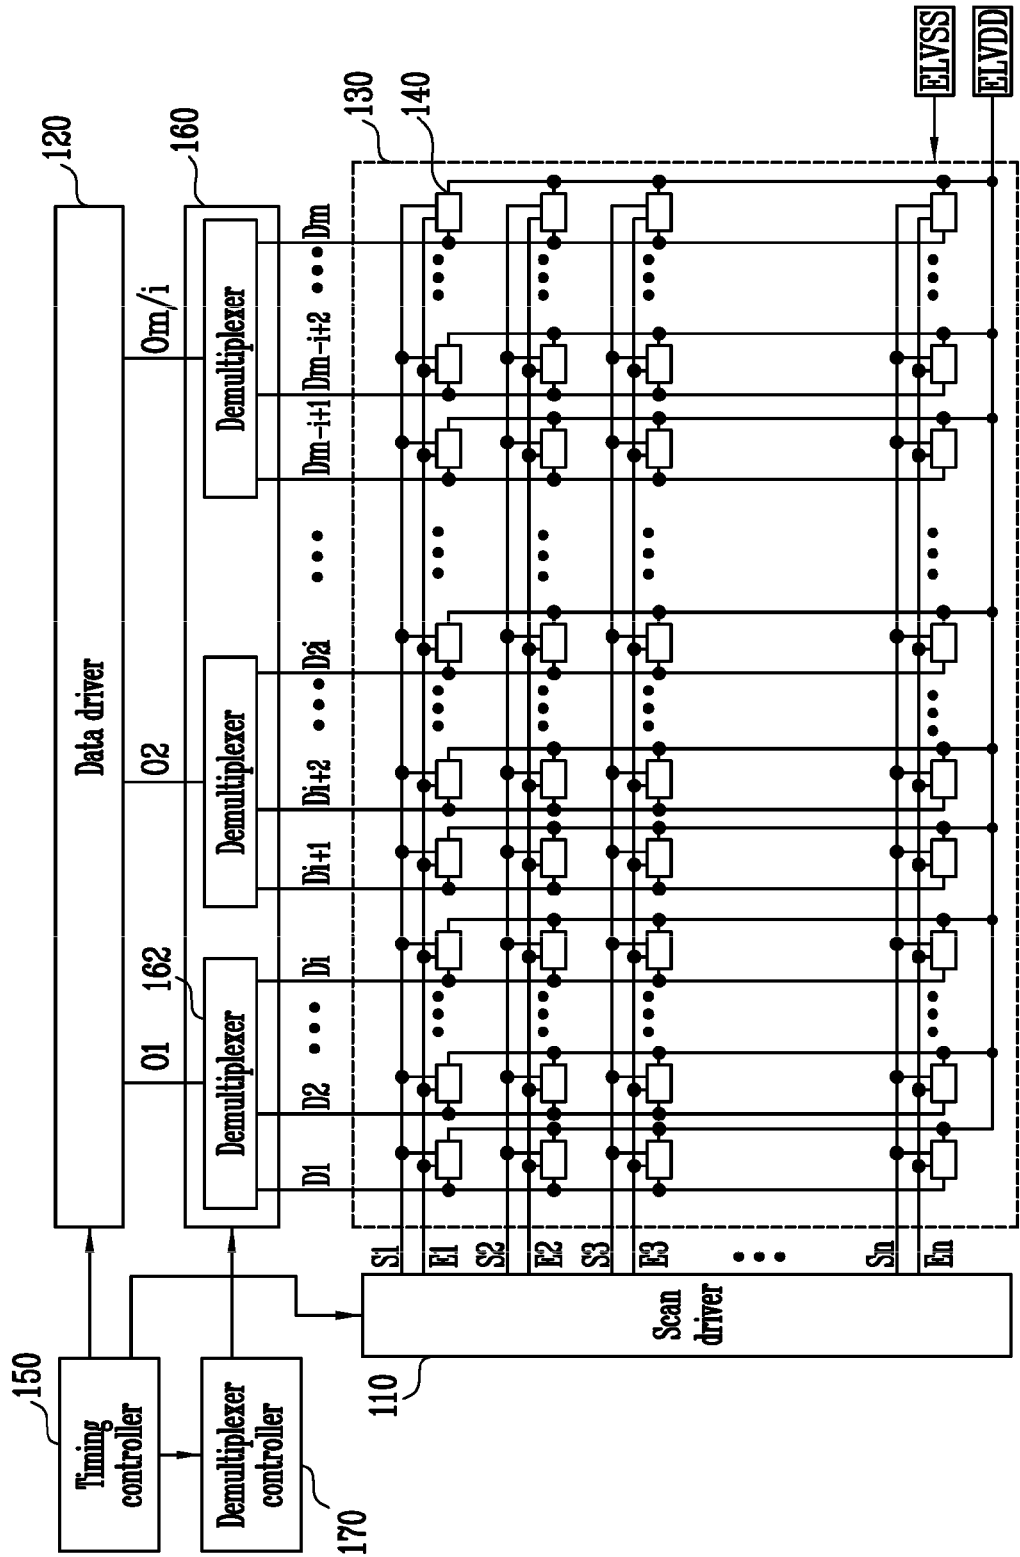 150
Timing
controller
Demultiplexer
controller
170
120
Data driver
O1
O2
Om/i
160
162
Demultiplexer
Demultiplexer
Demultiplexer
D1
D2
Di
Di+1
Di+2
D2i
Dm-i+1
Dm-i+2
Dm
130
140
110
Scan
driver
S1
E1
S2
E2
S3
E3
Sn
En
ELVSS
ELVDD